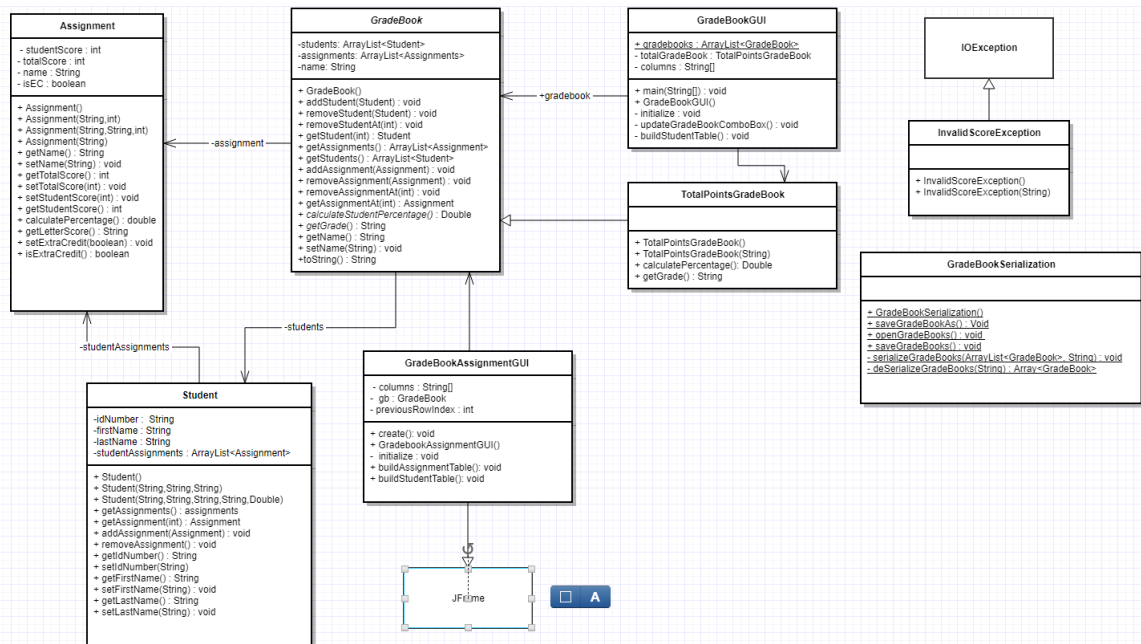 Assignment
- studentScore : int
- totalScore : int
- name : String
- isEC : boolean
+ Assignment()
+ Assignment(String,int)
+ Assignment(String,String,int)
+ Assignment(String)
+ getName() : String
+ setName(String) : void
+ getTotalScore() : int
+ setTotalScore(int) : void
+ setStudentScore(int) : void
+ getStudentScore() : int
+ calculatePercentage() : double
+ getLetterScore() : String
+ setExtraCredit(boolean) : void
+ isExtraCredit() : boolean
-assignment
GradeBook
-students: ArrayList<Student>
-assignments: ArrayList<Assignments>
-name: String
+ GradeBook()
+ addStudent(Student) : void
+ removeStudent(Student) : void
+ removeStudentAt(int) : void
+ getStudent(int) : Student
+ getAssignments() : ArrayList<Assignment>
+ getStudents() : ArrayList<Student>
+ addAssignment(Assignment) : void
+ removeAssignment(Assignment) : void
+ removeAssignmentAt(int) : void
+ getAssignmentAt(int) : Assignment
+ calculateStudentPercentage() : Double
+ getGrade() : String
+ getName() : String
+ setName(String) : void
+toString() : String
+gradebook
GradeBookGUI
+ gradebooks : ArrayList<GradeBook>
- totalGradeBook : TotalPointsGradeBook
- columns : String[]
+ main(String[]) : void
+ GradeBookGUI()
- initialize : void
- updateGradeBookComboBox() : void
- buildStudentTable() : void
TotalPointsGradeBook
+ TotalPointsGradeBook()
+ TotalPointsGradeBook(String)
+ calculatePercentage(): Double
+ getGrade() : String
IOException
InvalidScoreException
+ InvalidScoreException()
+ InvalidScoreException(String)
GradeBookSerialization
+ GradeBookSerialization()
+ saveGradeBookAs() : Void
+ openGradeBooks() : void
+ saveGradeBooks() : void
- serializeGradeBooks(ArrayList<GradeBook>, String) : void
- deSerializeGradeBooks(String) : Array<GradeBook>
-students
-studentAssignments
Student
-idNumber : String
-firstName : String
-lastName : String
-studentAssignments : ArrayList<Assignment>
+ Student()
+ Student(String,String,String)
+ Student(String,String,String,String,Double)
+ getAssignments() : assignments
+ getAssignment(int) : Assignment
+ addAssignment(Assignment) : void
+ removeAssignment() : void
+ getIdNumber() : String
+ setIdNumber(String)
+ getFirstName() : String
+ setFirstName(String) : void
+ getLastName() : String
+ setLastName(String) : void
GradeBookAssignmentGUI
- columns : String[]
- gb : GradeBook
- previousRowIndex : int
+ create(): void
+ GradebookAssignmentGUI()
- initialize : void
+ buildAssignmentTable(): void
+ buildStudentTable(): void
JFrame
A